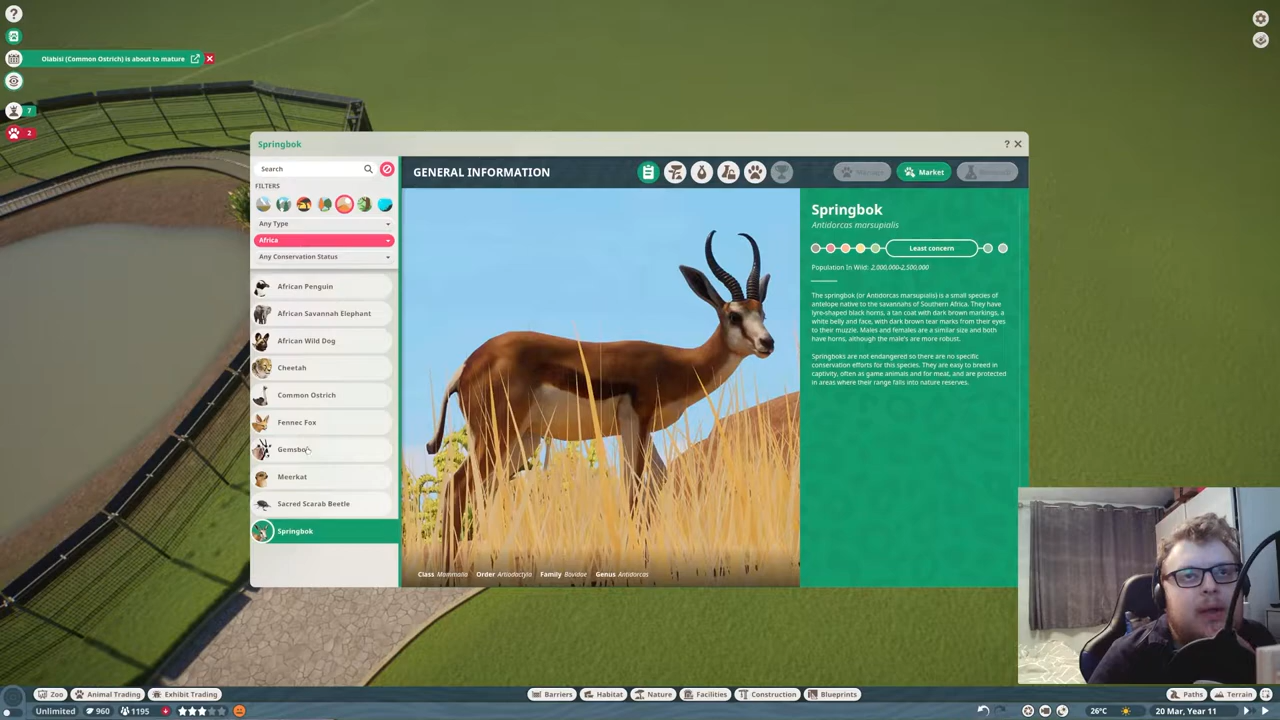 ?
Olabisi (Common Ostrich) is about to mature
7
2
Springbok
?
Search
FILTERS
Any Type
Africa
Any Conservation Status
African Penguin
African Savannah Elephant
African Wild Dog
Cheetah
Common Ostrich
Fennec Fox
Gemsbok
Meerkat
Sacred Scarab Beetle
Springbok
GENERAL INFORMATION
Market
Springbok
Antidorcas marsupialis
Least concern
Population In Wild: 2,000,000-2,500,000
The springbok (or Antidorcas marsupialis) is a small species of
antelope native to the savannahs of Southern Africa. They have
lyre-shaped black horns, a tan coat with dark brown markings, a
white belly and face, with dark brown tear marks from their eyes
to their muzzle. Males and females are a similar size and both
have horns, although the male's are more robust.
Springboks are not endangered so there are no specific
conservation efforts for this species. They are easy to breed in
captivity, often as game animals and for meat, and are protected
in areas where their range falls into nature reserves.
Class Mammalia Order Artiodactyla Family Bovidae Genus Antidorcas
Zoo Animal Trading Exhibit Trading
Barriers Habitat Nature Facilities Construction Blueprints
Paths Terrain
Unlimited 960 1195
26°C 20 Mar, Year 11